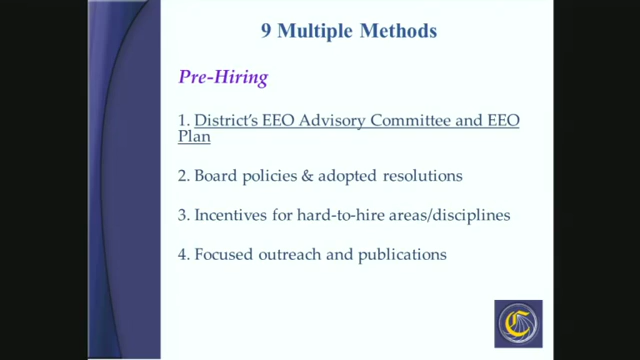 9 Multiple Methods
Pre-Hiring
1. District's EEO Advisory Committee and EEO
Plan
2. Board policies & adopted resolutions
3. Incentives for hard-to-hire areas/disciplines
4. Focused outreach and publications
C